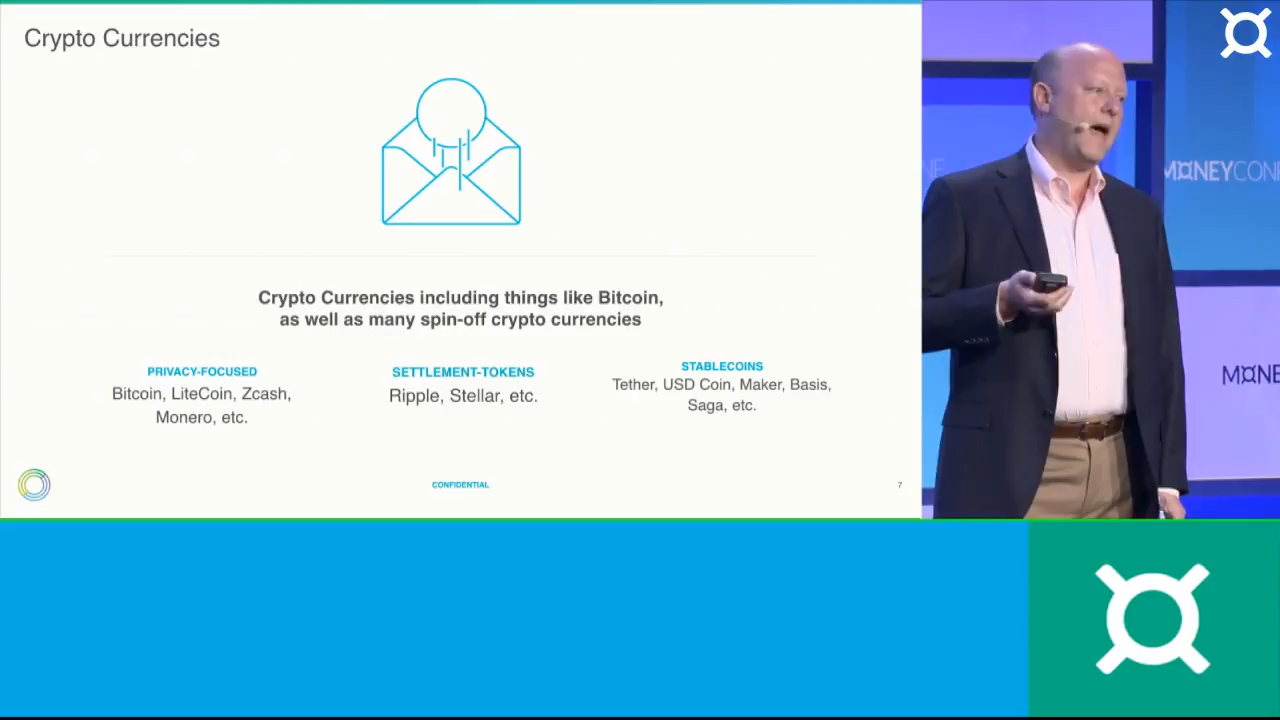 Crypto Currencies
Crypto Currencies including things like Bitcoin,
as well as many spin-off crypto currencies
PRIVACY-FOCUSED
Bitcoin, LiteCoin, Zcash,
Monero, etc.
SETTLEMENT-TOKENS
Ripple, Stellar, etc.
STABLECOINS
Tether, USD Coin, Maker, Basis,
Saga, etc.
CONFIDENTIAL
7
M¤NEYCONF
M¤NE